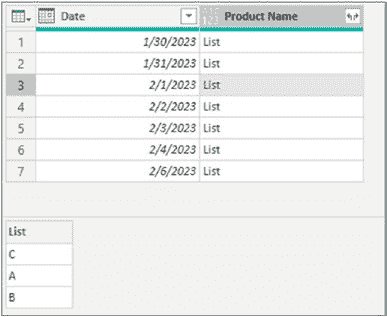 Date Product Name
1 1/30/2023 List
2 1/31/2023 List
3 2/1/2023 List
4 2/2/2023 List
5 2/3/2023 List
6 2/4/2023 List
7 2/6/2023 List
List
C
A
B